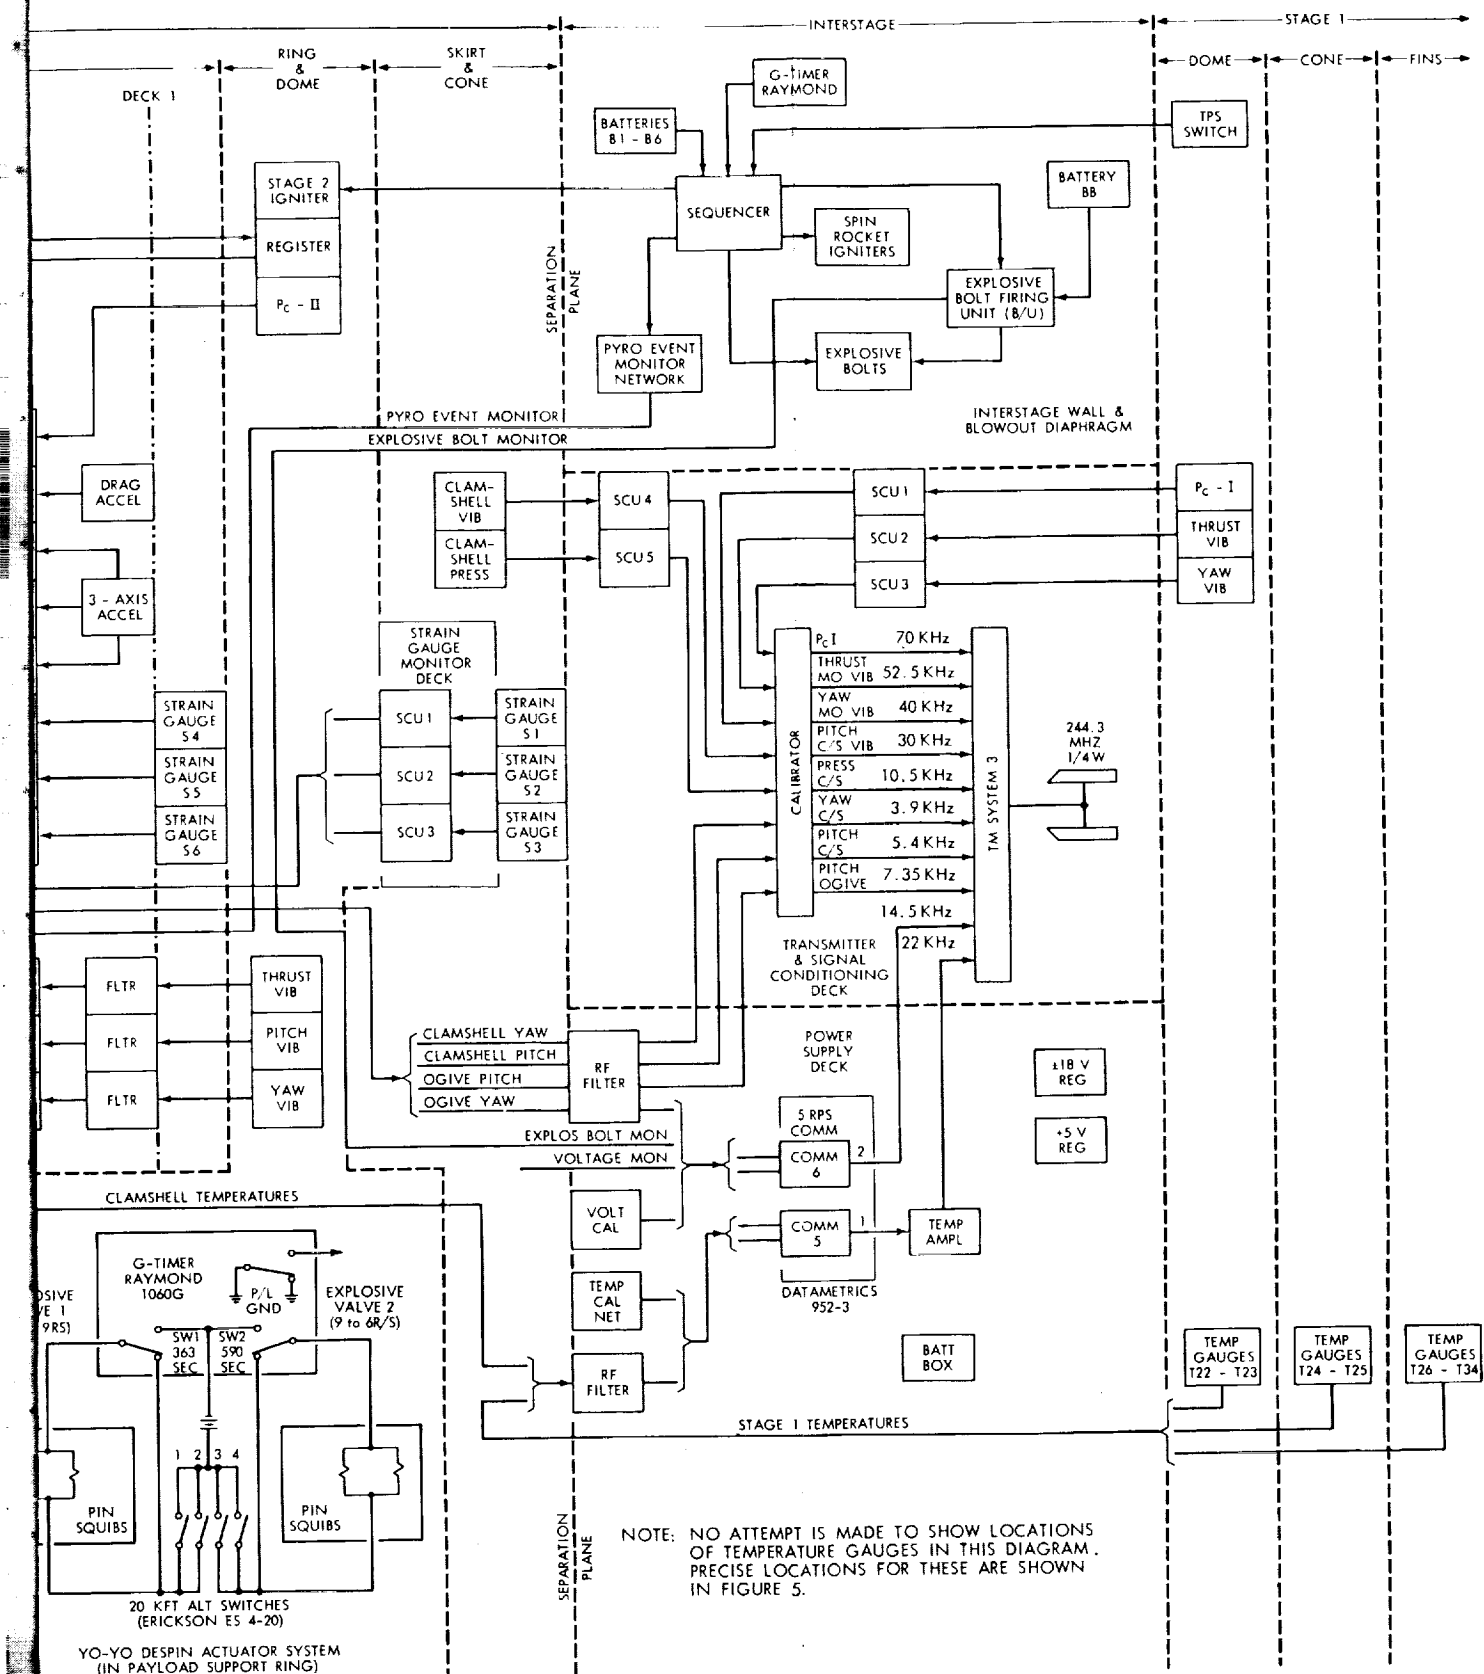 INTERSTAGE
STAGE 1
RING
&
DOME
SKIRT
&
CONE
DOME
CONE
FINS
DECK 1
G-TIMER
RAYMOND
BATTERIES
B1 - B6
TPS
SWITCH
STAGE 2
IGNITER
REGISTER
Pc - II
SEQUENCER
SPIN
ROCKET
IGNITERS
BATTERY
BB
SEPARATION
PLANE
EXPLOSIVE
BOLT FIRING
UNIT (B/U)
PYRO EVENT
MONITOR
NETWORK
EXPLOSIVE
BOLTS
PYRO EVENT MONITOR
EXPLOSIVE BOLT MONITOR
INTERSTAGE WALL &
BLOWOUT DIAPHRAGM
DRAG
ACCEL
CLAM-
SHELL
VIB
CLAM-
SHELL
PRESS
SCU 4
SCU 5
SCU 1
SCU 2
SCU 3
Pc - I
THRUST
VIB
YAW
VIB
3 - AXIS
ACCEL
STRAIN
GAUGE
MONITOR
DECK
STRAIN
GAUGE
S4
STRAIN
GAUGE
S5
STRAIN
GAUGE
S6
SCU 1
SCU 2
SCU 3
STRAIN
GAUGE
S1
STRAIN
GAUGE
S2
STRAIN
GAUGE
S3
CALIBRATOR
Pc I 70 KHz
THRUST
MO VIB 52.5 KHz
YAW
MO VIB 40 KHz
PITCH
C/S VIB 30 KHz
PRESS
C/S 10.5 KHz
YAW
C/S 3.9 KHz
PITCH
C/S 5.4 KHz
PITCH
OGIVE 7.35 KHz
14.5 KHz
22 KHz
TM SYSTEM 3
244.3
MHZ
1/4 W
TRANSMITTER
& SIGNAL
CONDITIONING
DECK
FLTR
FLTR
FLTR
THRUST
VIB
PITCH
VIB
YAW
VIB
CLAMSHELL YAW
CLAMSHELL PITCH
OGIVE PITCH
OGIVE YAW
RF
FILTER
POWER
SUPPLY
DECK
±18 V
REG
+5 V
REG
5 RPS
COMM
COMM
6
2
EXPLOS BOLT MON
VOLTAGE MON
VOLT
CAL
COMM
5
1
TEMP
AMPL
DATAMETRICS
952-3
TEMP
CAL
NET
RF
FILTER
BATT
BOX
CLAMSHELL TEMPERATURES
STAGE 1 TEMPERATURES
TEMP
GAUGES
T22 - T23
TEMP
GAUGES
T24 - T25
TEMP
GAUGES
T26 - T34
G-TIMER
RAYMOND
1060G
P/L
GND
OSIVE
VE 1
9RS)
EXPLOSIVE
VALVE 2
(9 to 6R/S)
SW1
363
SEC
SW2
590
SEC
1 2 3 4
PIN
SQUIBS
PIN
SQUIBS
20 KFT ALT SWITCHES
(ERICKSON ES 4-20)
YO-YO DESPIN ACTUATOR SYSTEM
(IN PAYLOAD SUPPORT RING)
SEPARATION
PLANE
NOTE: NO ATTEMPT IS MADE TO SHOW LOCATIONS
OF TEMPERATURE GAUGES IN THIS DIAGRAM.
PRECISE LOCATIONS FOR THESE ARE SHOWN
IN FIGURE 5.